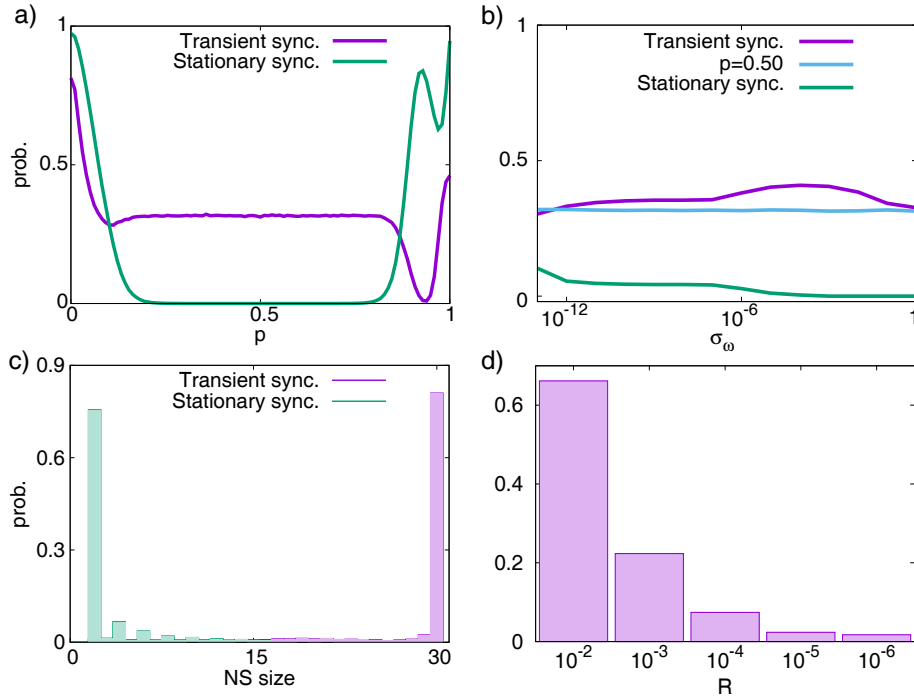 a)
Transient sync.
Stationary sync.
prob.
1
0.5
0
0
0.5
1
p
b)
Transient sync.
p=0.50
Stationary sync.
1
0.5
0
10^-12
10^-6
1
σω
c)
Transient sync.
Stationary sync.
prob.
0.9
0.6
0.3
0
0
15
30
NS size
d)
0.6
0.4
0.2
0
10^-2
10^-3
10^-4
10^-5
10^-6
R